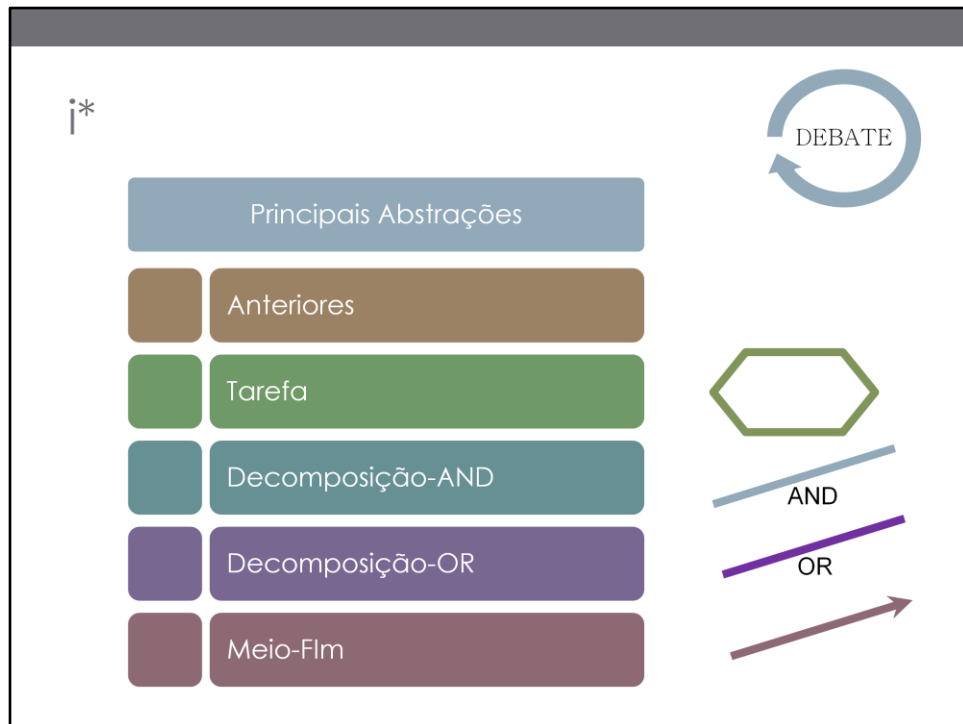 i*
DEBATE
Principais Abstrações
Anteriores
Tarefa
Decomposição-AND
AND
Decomposição-OR
OR
Meio-FIm